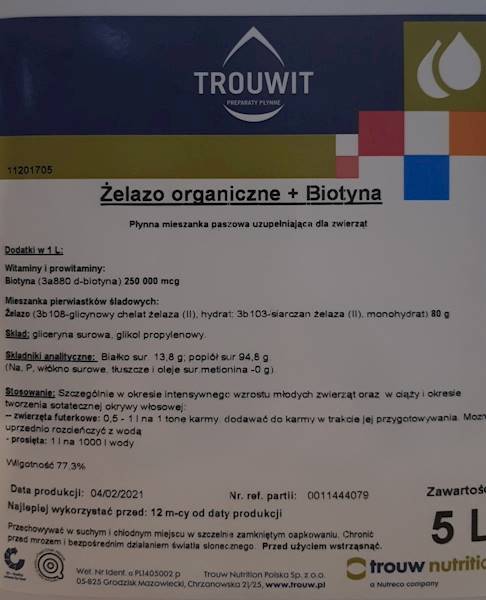 TROUWIT
PREPARATY PŁYNNE
11201705
Żelazo organiczne + Biotyna
Płynna mieszanka paszowa uzupełniająca dla zwierząt
Dodatki w 1 L:
Witaminy i prowitaminy:
Biotyna (3a880 d-biotyna) 250 000 mcg
Mieszanka pierwiastków śladowych:
Żelazo (3b108-glicynowy chelat żelaza (II), hydrat; 3b103-siarczan żelaza (II), monohydrat) 80 g
Skład: gliceryna surowa, glikol propylenowy.
Składniki analityczne: Białko sur. 13,8 g; popiół sur 94,6 g
(Na, P, włókno surowe, tłuszcze i oleje sur.metionina -0 g).
Stosowanie: Szczególnie w okresie intensywnego wzrostu młodych zwierząt oraz w ciąży i okresie
tworzenia sotatecznej okrywy włosowej:
-- zwierzęta futerkowe: 0,5 - 1 l na 1 tonę karmy, dodawać do karmy w trakcie jej przygotowywania. Możn
uprzednio rozcieńczyć z wodą
- prosięta: 1 l na 1000 l wody
Wilgotność 77.3%
Data produkcji: 04/02/2021
Nr. ref. partii: 0011444079
Zawartość
Najlepiej wykorzystać przed: 12 m-cy od daty produkcji
5 L
Przechowywać w suchym i chłodnym miejscu w szczelnie zamkniętym oapkowaniu. Chronić
przed mrozem i bezpośrednim działaniem światła słonecznego. Przed użyciem wstrząsnąć.
trouw nutrition
a Nutreco company
Wet. Nr Ident. α PL1405002 p
Trouw Nutrition Polska Sp. z o.o.
05-825 Grodzisk Mazowiecki, Chrzanowska 21/25, www.trouw.pl